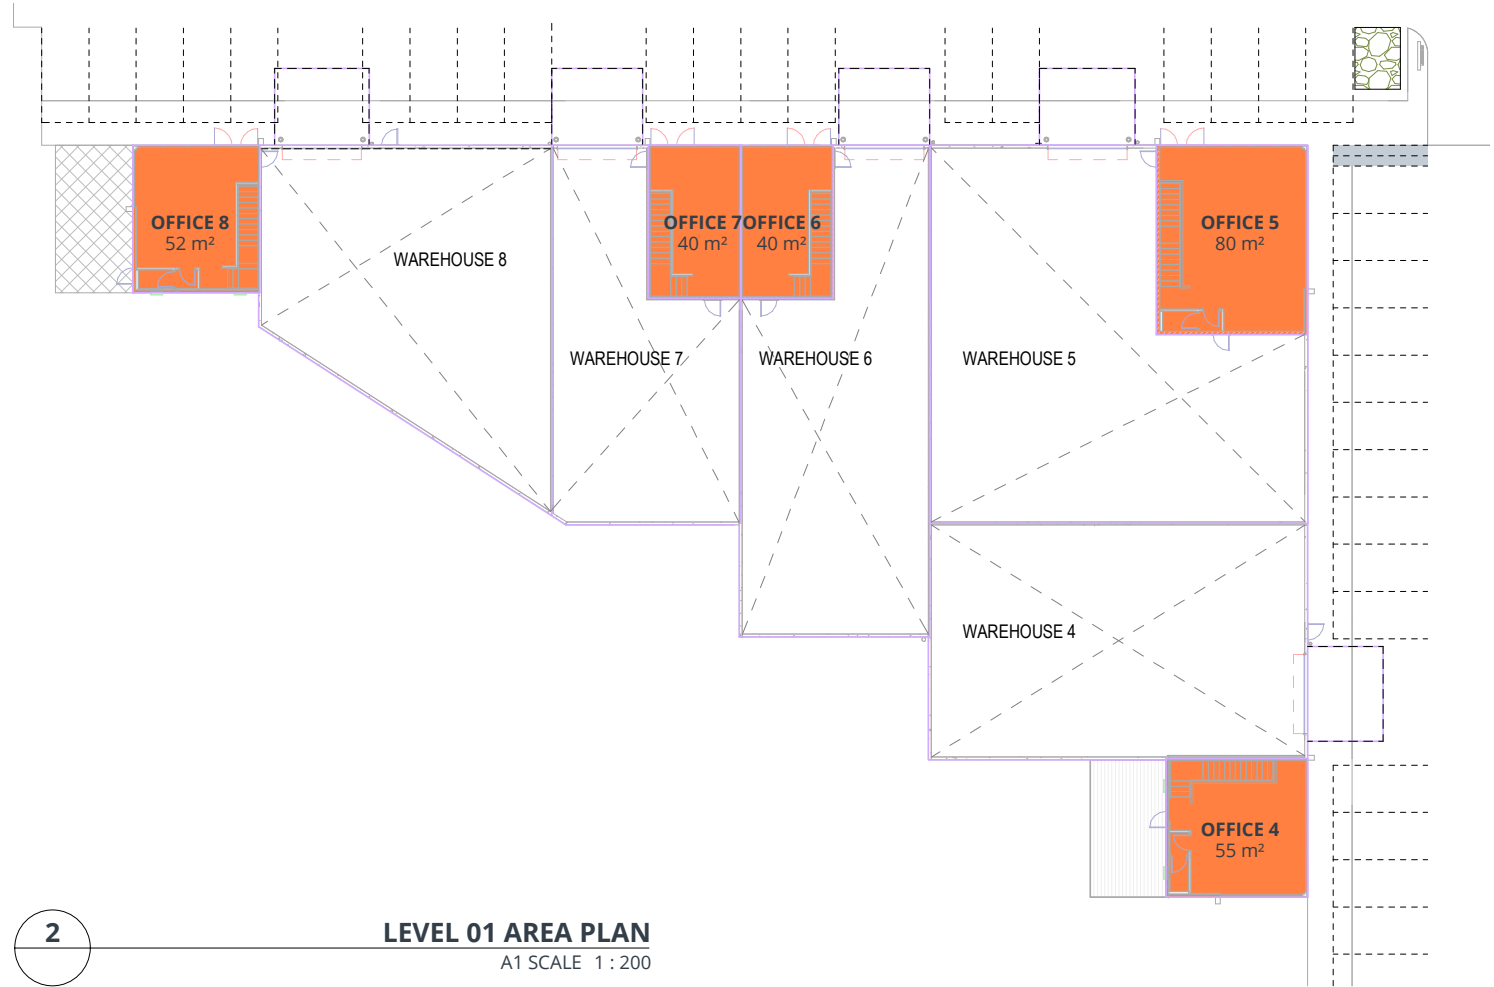 OFFICE 8
52 m²
WAREHOUSE 8
OFFICE 7
40 m²
OFFICE 6
40 m²
OFFICE 5
80 m²
WAREHOUSE 7
WAREHOUSE 6
WAREHOUSE 5
WAREHOUSE 4
OFFICE 4
55 m²
2
LEVEL 01 AREA PLAN
A1 SCALE 1 : 200